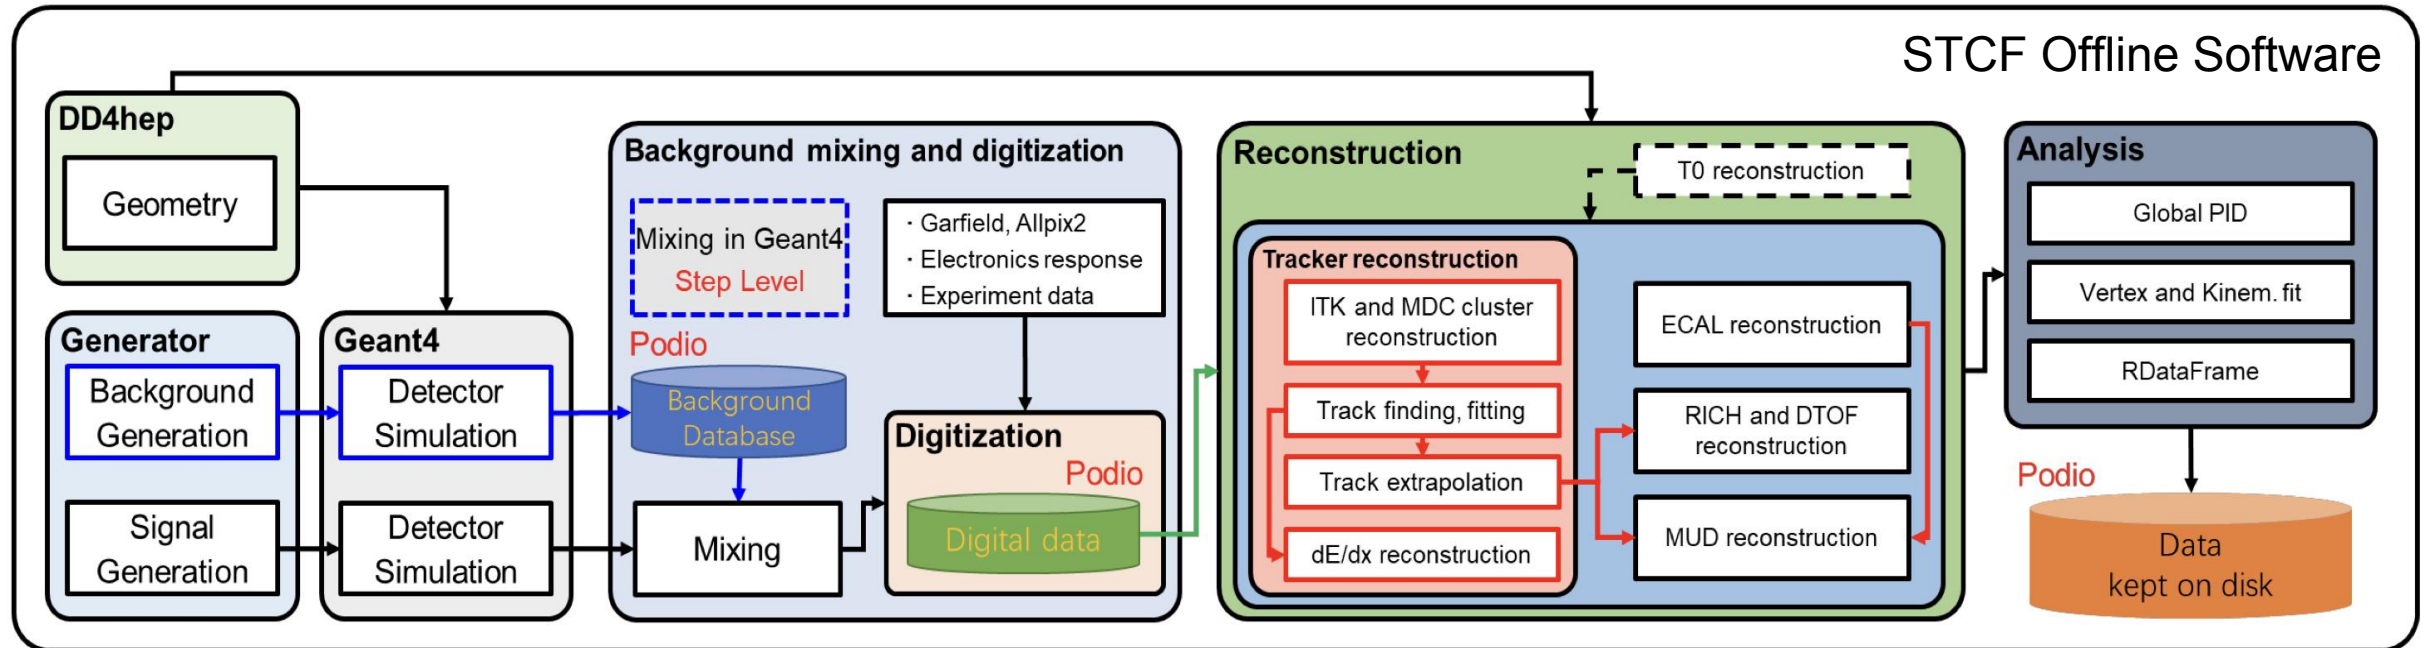 STCF Offline Software
DD4hep
Geometry
Generator
Background
Generation
Signal
Generation
Geant4
Detector
Simulation
Detector
Simulation
Background mixing and digitization
Mixing in Geant4
Step Level
· Garfield, Allpix2
· Electronics response
· Experiment data
Podio
Background
Database
Mixing
Digitization
Podio
Digital data
Reconstruction
T0 reconstruction
Tracker reconstruction
ITK and MDC cluster
reconstruction
Track finding, fitting
Track extrapolation
dE/dx reconstruction
ECAL reconstruction
RICH and DTOF
reconstruction
MUD reconstruction
Analysis
Global PID
Vertex and Kinem. fit
RDataFrame
Podio
Data
kept on disk